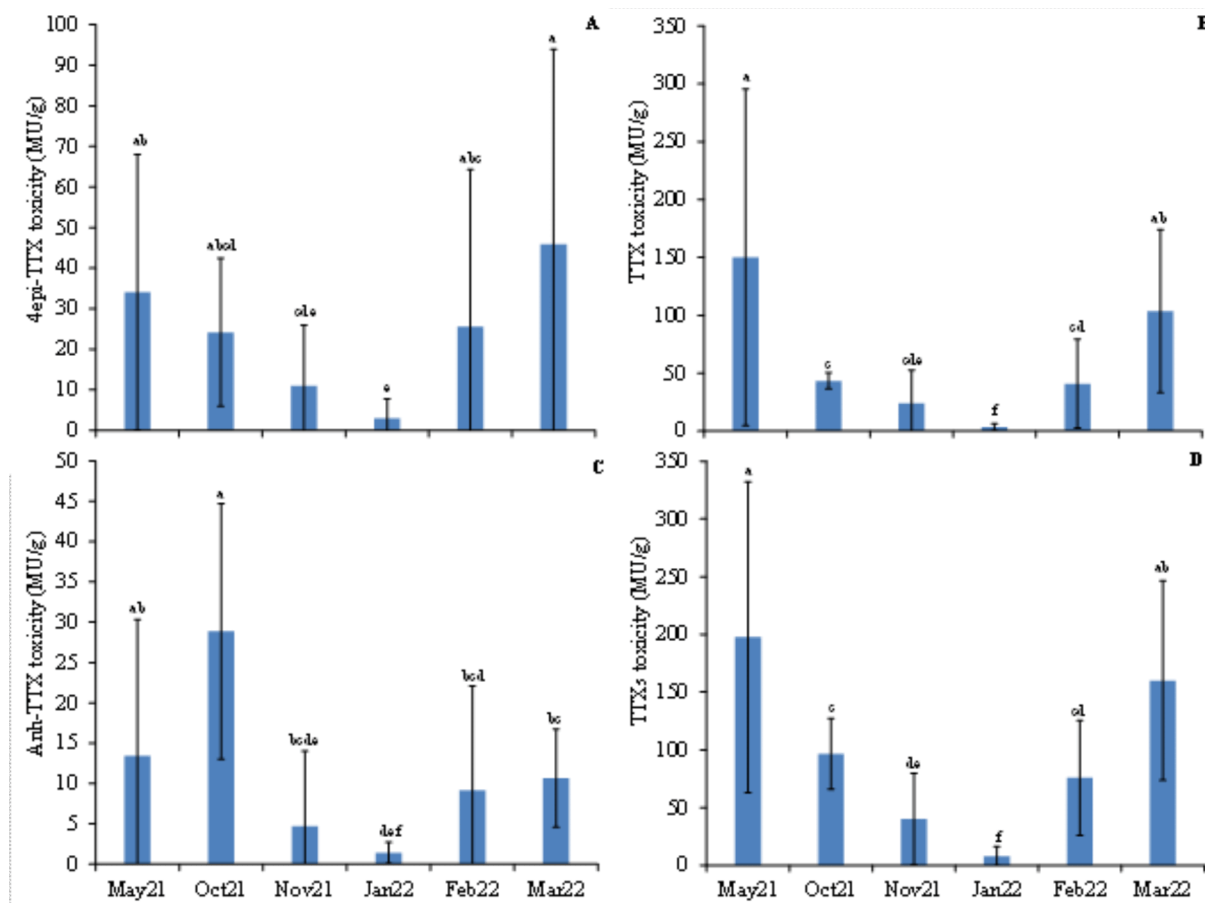 A
4epi-TTX toxicity (MU/g)
100
90
80
70
60
50
40
30
20
10
0
ab
abcd
cde
e
abc
a
B
TTX toxicity (MU/g)
350
300
250
200
150
100
50
0
a
c
cde
f
cd
ab
C
Anh-TTX toxicity (MU/g)
50
45
40
35
30
25
20
15
10
5
0
ab
a
bcde
def
bcd
bc
May21 Oct21 Nov21 Jan22 Feb22 Mar22
D
TTXs toxicity (MU/g)
350
300
250
200
150
100
50
0
a
c
de
f
cd
ab
May21 Oct21 Nov21 Jan22 Feb22 Mar22